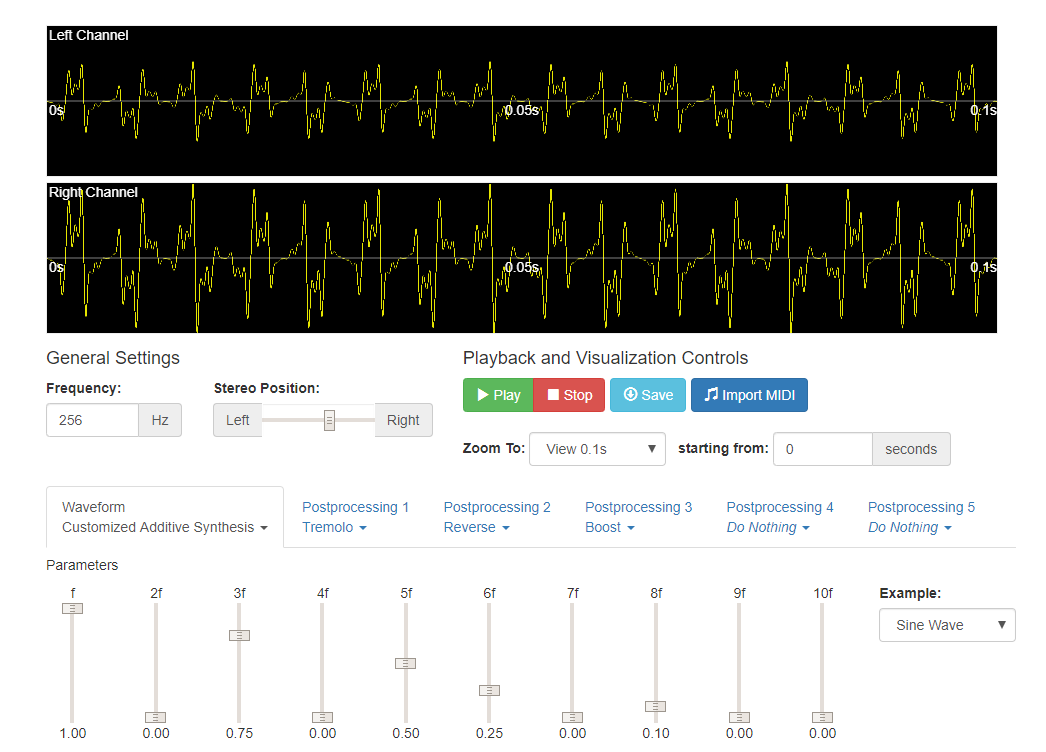 Left Channel
0s 0.05s 0.1s
Right Channel
0s 0.05s 0.1s
General Settings
Playback and Visualization Controls
Frequency:
Stereo Position:
256 Hz
Left Right
Play Stop Save Import MIDI
Zoom To: View 0.1s starting from: 0 seconds
Waveform
Customized Additive Synthesis
Postprocessing 1
Tremolo
Postprocessing 2
Reverse
Postprocessing 3
Boost
Postprocessing 4
Do Nothing
Postprocessing 5
Do Nothing
Parameters
f 2f 3f 4f 5f 6f 7f 8f 9f 10f
Example:
Sine Wave
1.00 0.00 0.75 0.00 0.50 0.25 0.00 0.10 0.00 0.00